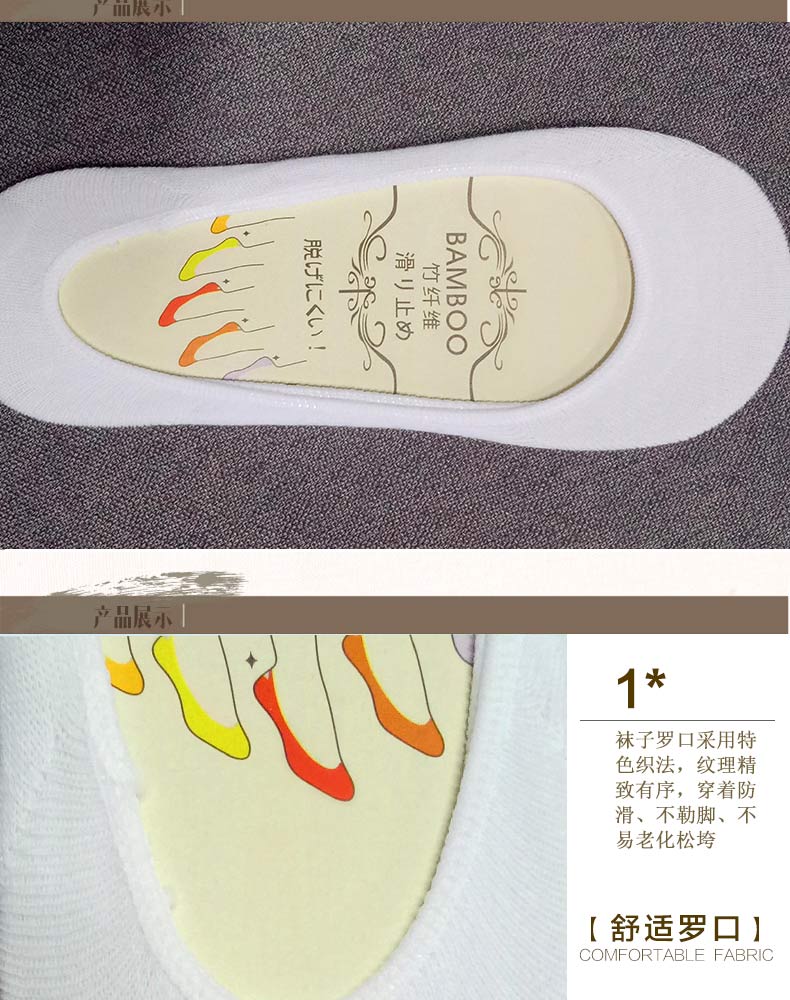 产品展示
BAMBOO
竹纤维
滑り止め
脱げにくい!
产品展示
1*
袜子罗口采用特
色织法，纹理精
致有序，穿着防
滑、不勒脚、不
易老化松垮
【舒适罗口】
COMFORTABLE FABRIC